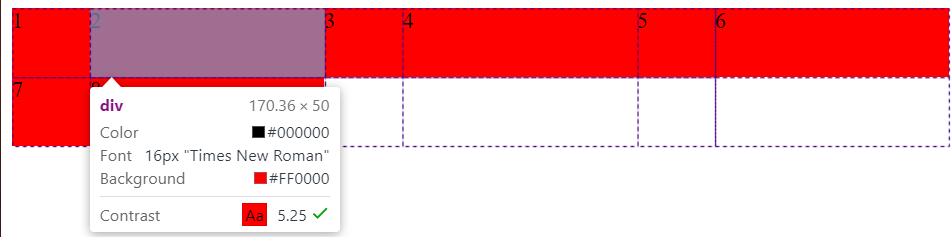 1 2 3 4 5 6
7
div 170.36 × 50
Color #000000
Font 16px "Times New Roman"
Background #FF0000
Contrast Aa 5.25